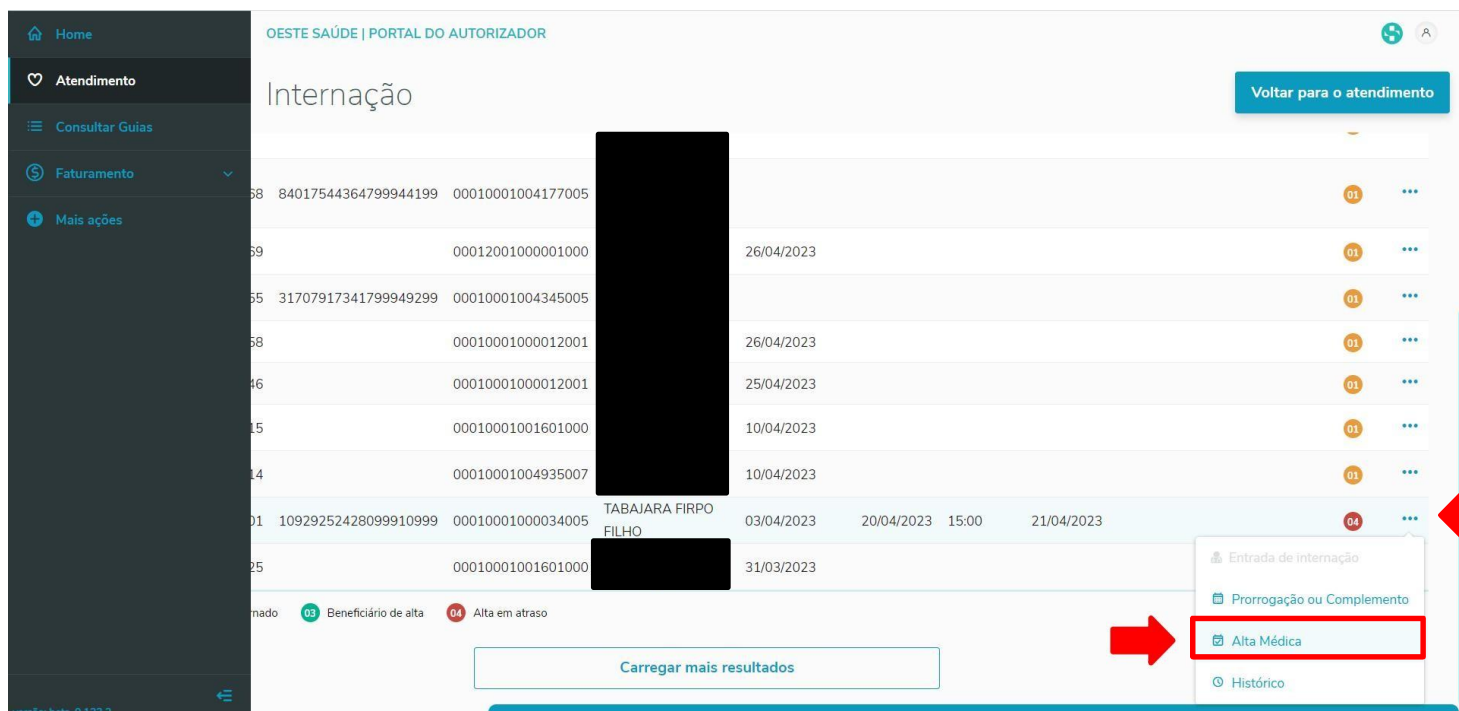 Home
OESTE SAÚDE | PORTAL DO AUTORIZADOR
Atendimento
Internação
Voltar para o atendimento
Consultar Guias
Faturamento
Mais ações
68 84017544364799944199 00010001004177005 01
69 00012001000001000 26/04/2023 01
55 31707917341799949299 00010001004345005 01
58 00010001000012001 26/04/2023 01
46 00010001000012001 25/04/2023 01
15 00010001001601000 10/04/2023 01
14 00010001004935007 10/04/2023 01
01 10929252428099910999 00010001000034005 TABAJARA FIRPO FILHO 03/04/2023 20/04/2023 15:00 21/04/2023 04
25 00010001001601000 31/03/2023
Entrada de internação
Prorrogação ou Complemento
Alta Médica
Histórico
03 Beneficiário de alta 04 Alta em atraso
Carregar mais resultados